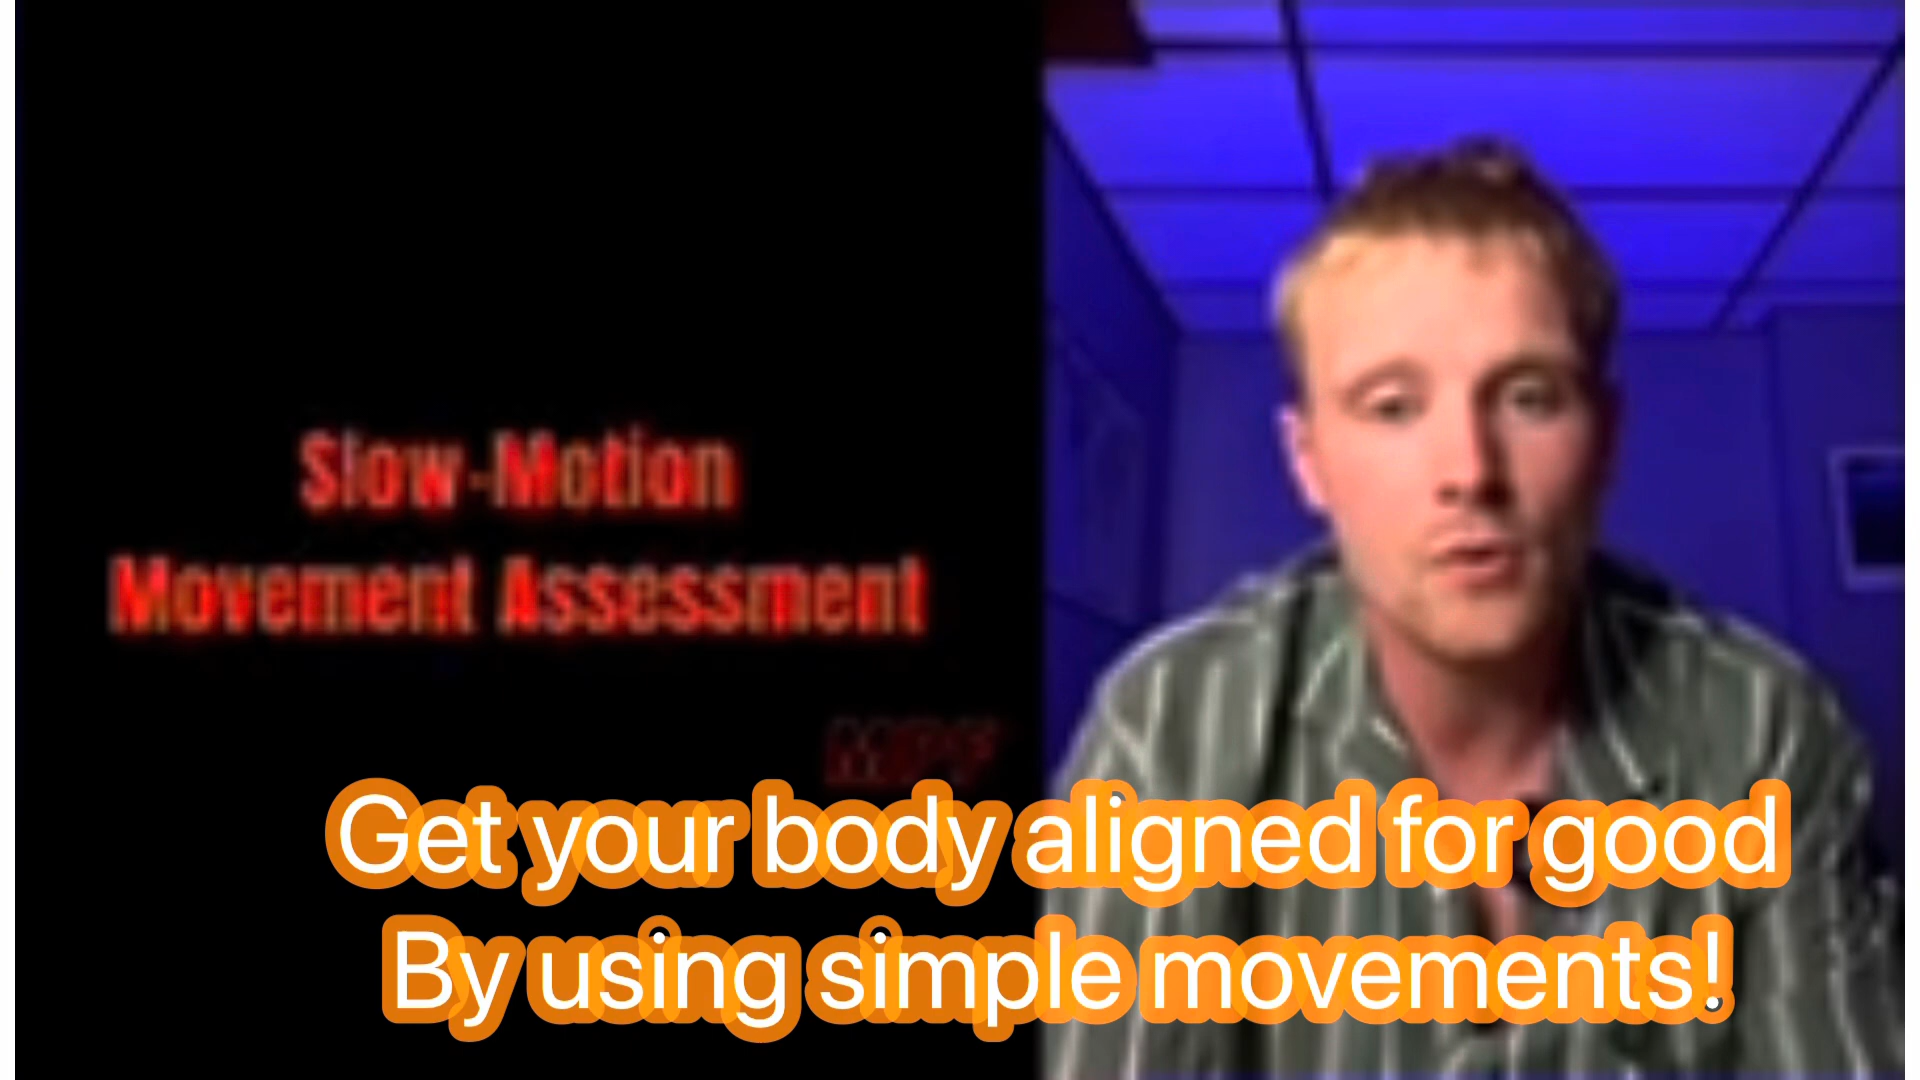 Slow-Motion
Movement Assessment
Get your body aligned for good
By using simple movements!